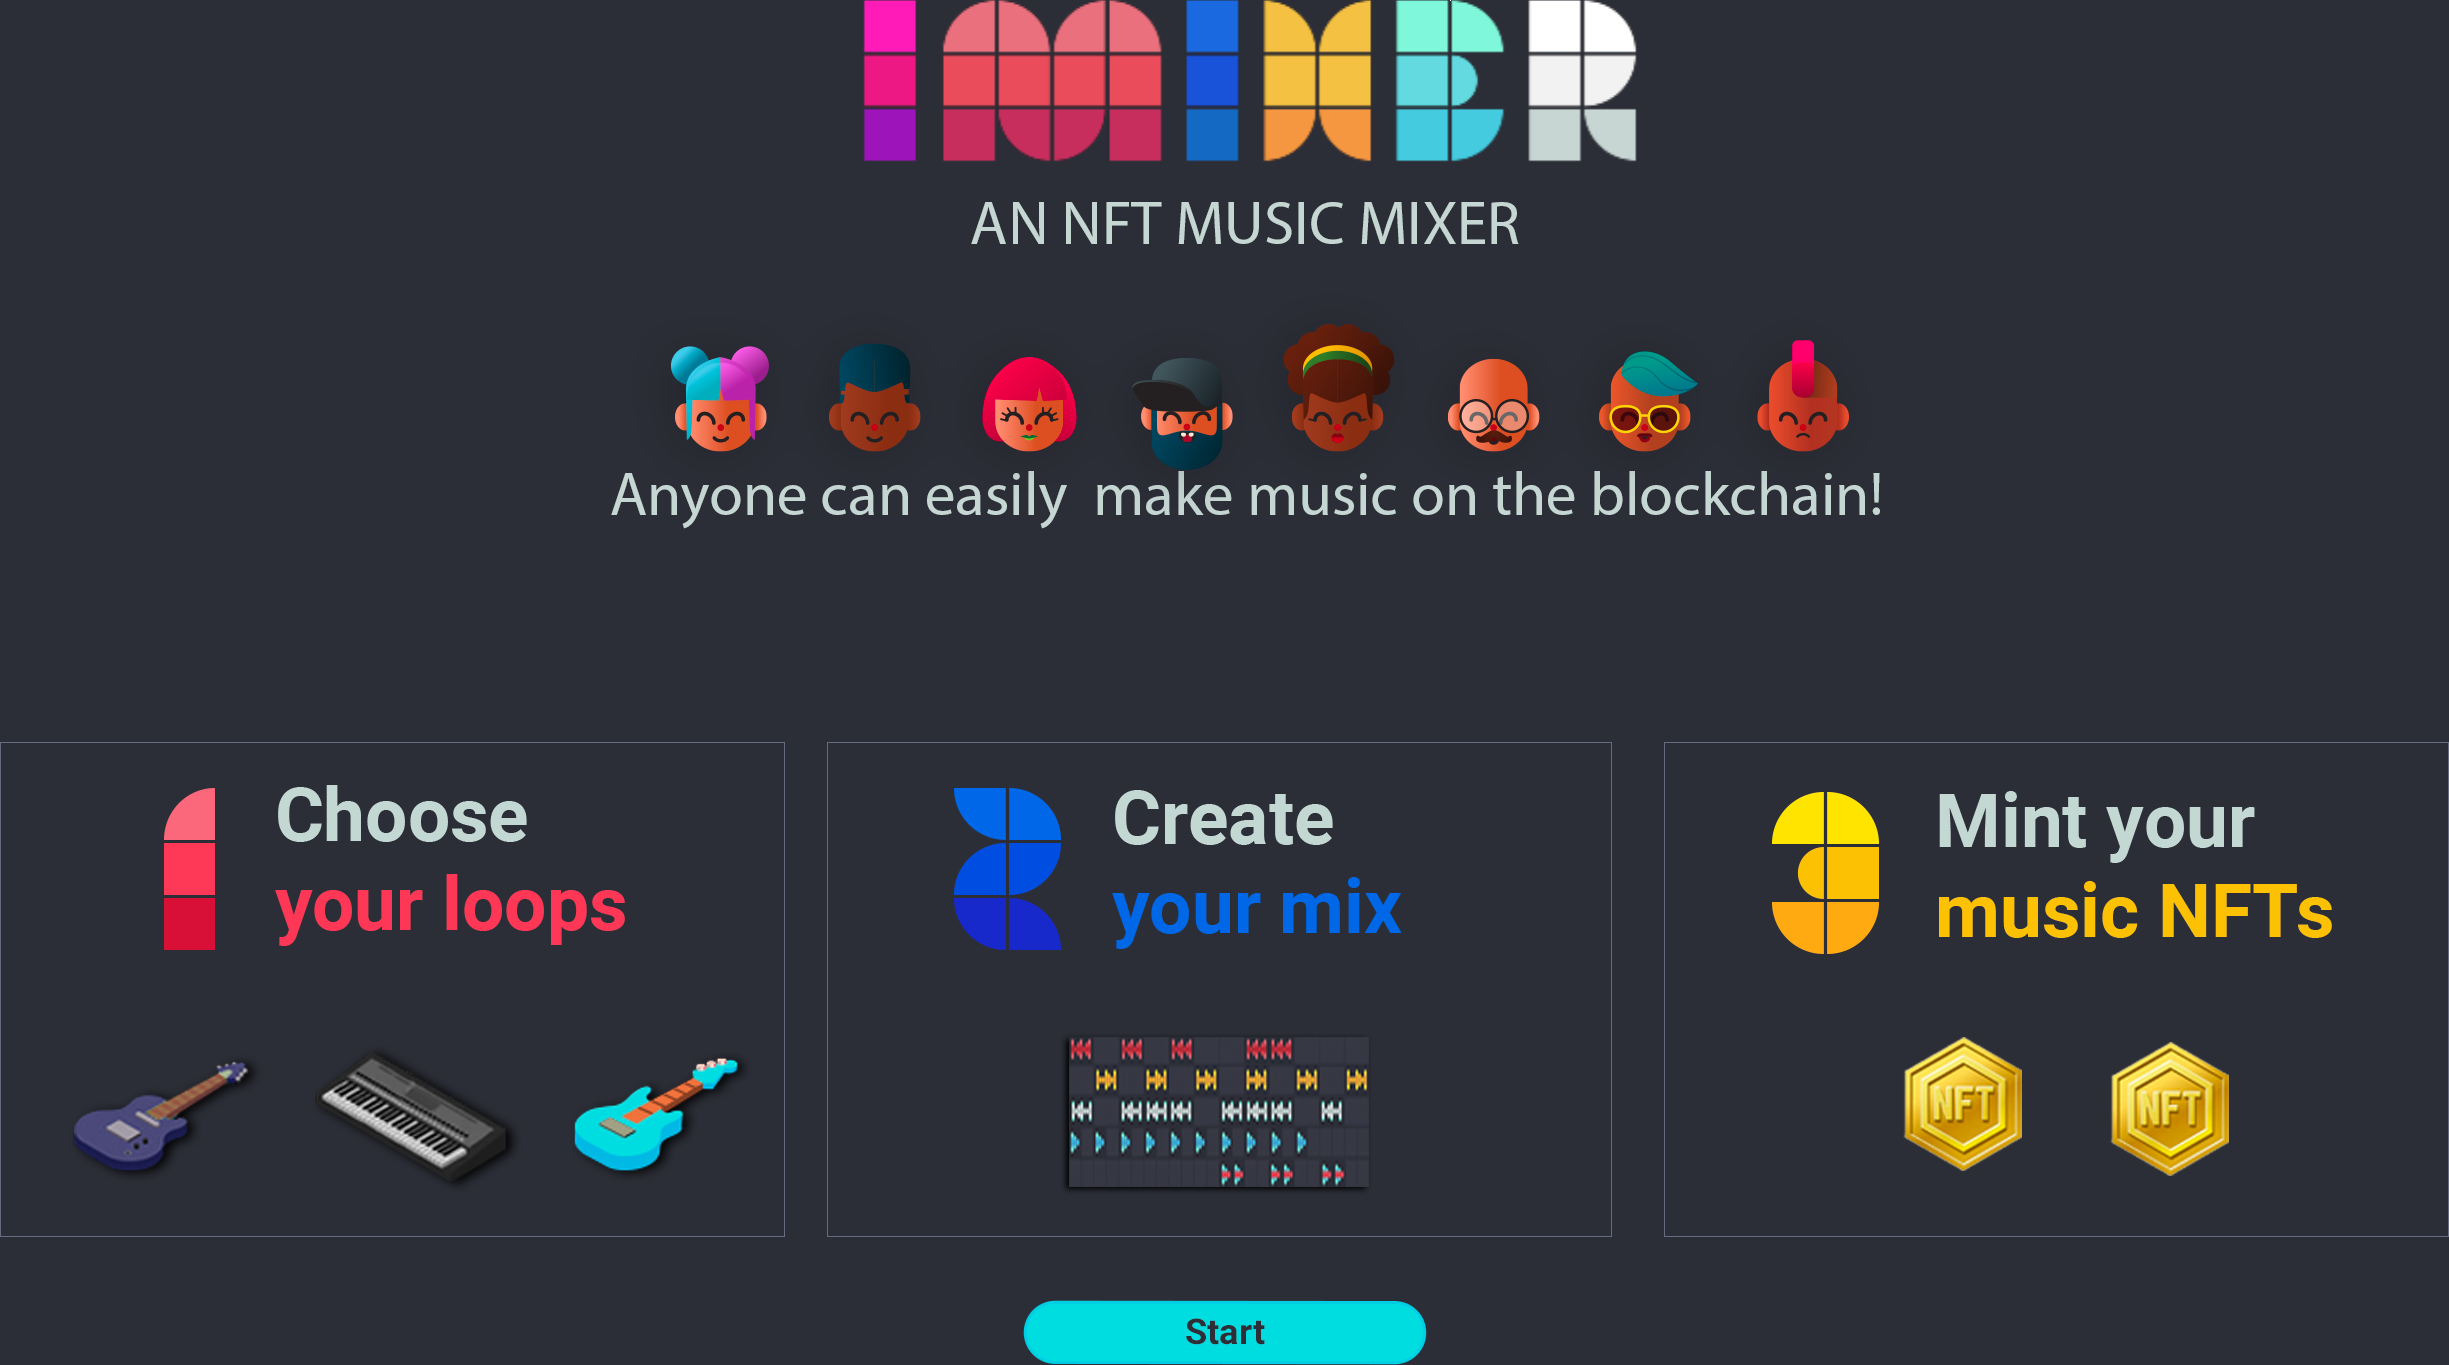 IMIXER
AN NFT MUSIC MIXER
Anyone can easily make music on the blockchain!
1 Choose
your loops
2 Create
your mix
3 Mint your
music NFTs
NFT NFT
Start